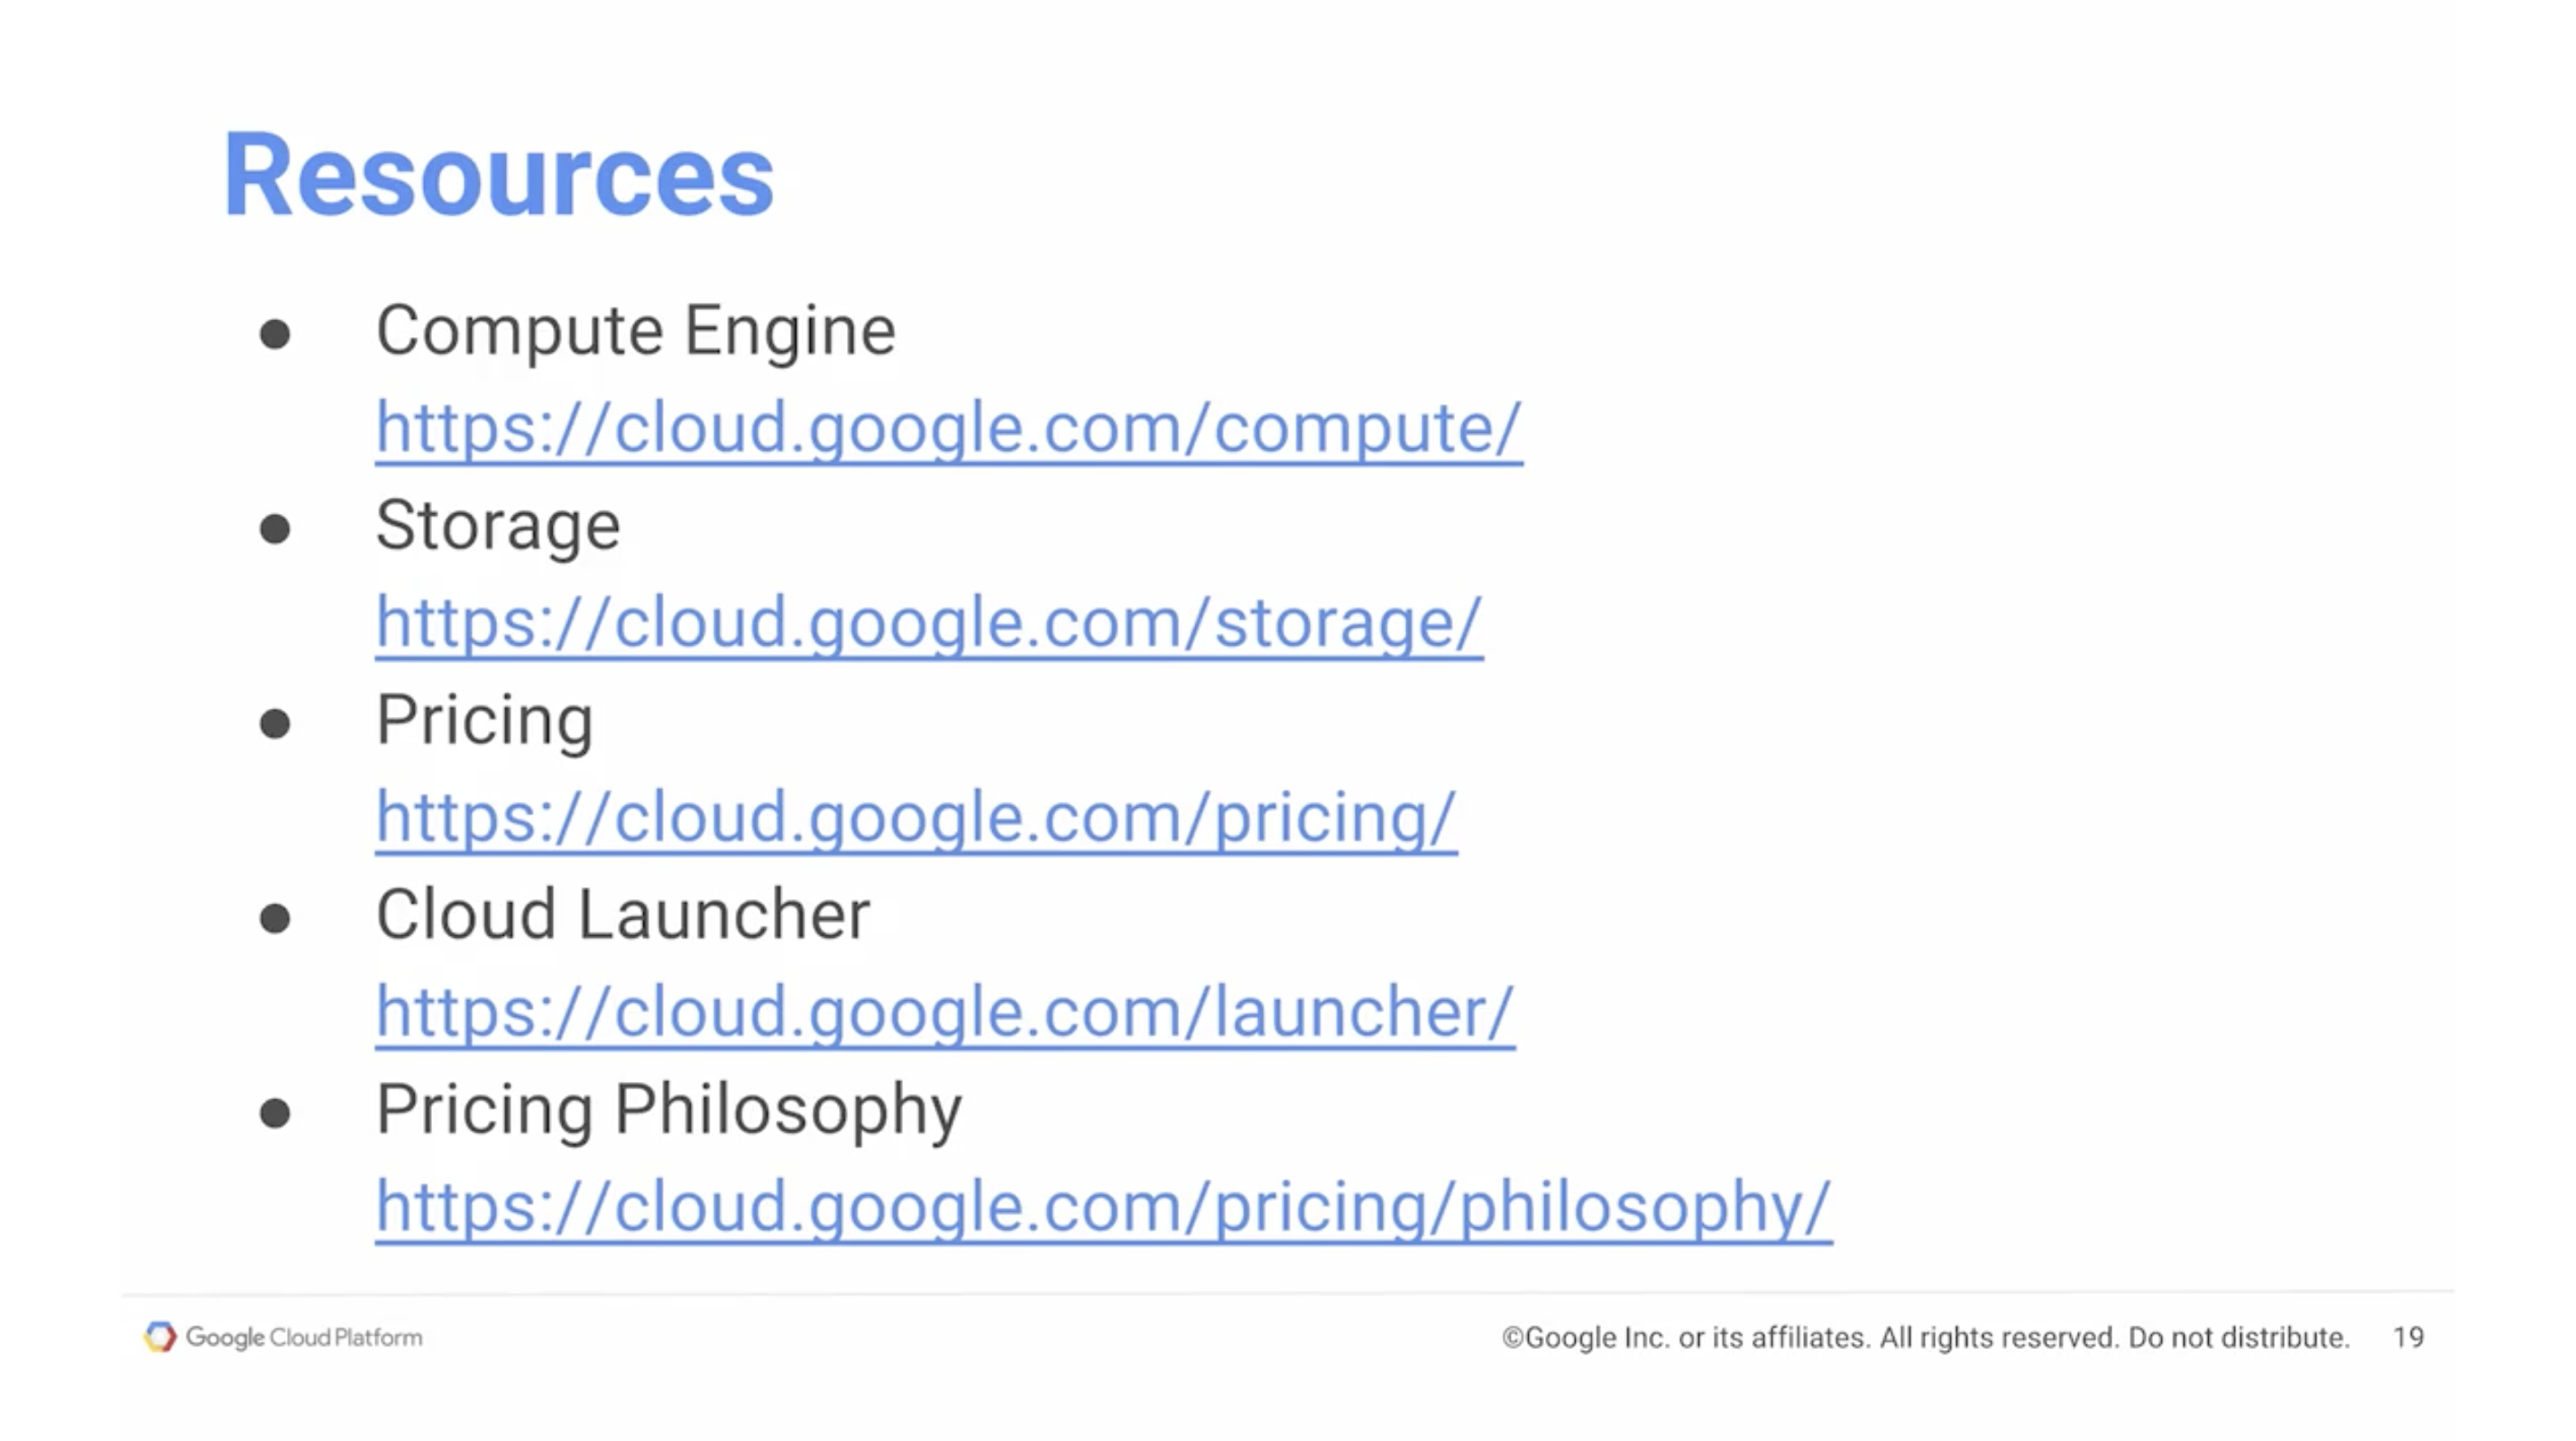 Resources
● Compute Engine
https://cloud.google.com/compute/
● Storage
https://cloud.google.com/storage/
● Pricing
https://cloud.google.com/pricing/
● Cloud Launcher
https://cloud.google.com/launcher/
● Pricing Philosophy
https://cloud.google.com/pricing/philosophy/
Google Cloud Platform
©Google Inc. or its affiliates. All rights reserved. Do not distribute. 19